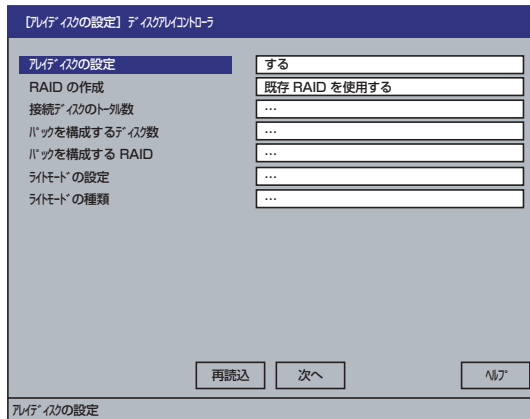 [ｱﾚｲﾃﾞｨｽｸの設定] ﾃﾞｨｽｸｱﾚｲｺﾝﾄﾛｰﾗ
ｱﾚｲﾃﾞｨｽｸの設定 する
RAID の作成 既存 RAID を使用する
接続ﾃﾞｨｽｸのﾄｰﾀﾙ数 …
ﾊﾟｯｸを構成するﾃﾞｨｽｸ数 …
ﾊﾟｯｸを構成する RAID …
ﾗｲﾄﾓｰﾄﾞの設定 …
ﾗｲﾄﾓｰﾄﾞの種類 …
再読込 次へ ﾍﾙﾌﾟ
ｱﾚｲﾃﾞｨｽｸの設定